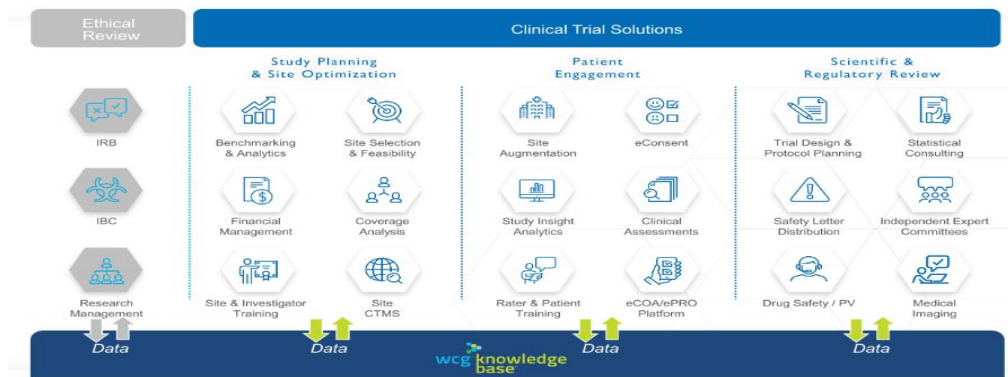 Ethical
Review
Clinical Trial Solutions
Study Planning
& Site Optimization
Patient
Engagement
Scientific &
Regulatory Review
IRB
Benchmarking
& Analytics
Site Selection
& Feasibility
Site
Augmentation
eConsent
Trial Design &
Protocol Planning
Statistical
Consulting
IBC
Financial
Management
Coverage
Analysis
Study Insight
Analytics
Clinical
Assessments
Safety Letter
Distribution
Independent Expert
Committees
Research
Management
Site & Investigator
Training
Site
CTMS
Rater & Patient
Training
eCOA/ePRO
Platform
Drug Safety / PV
Medical
Imaging
Data
Data
Data
Data
wcg knowledge
base